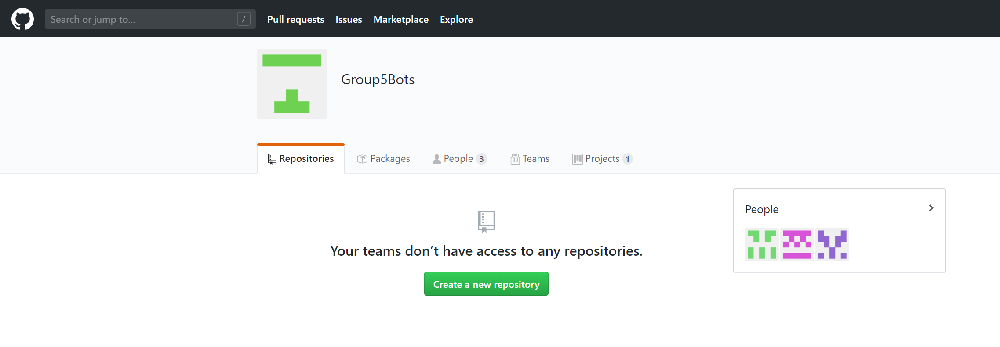 Search or jump to... /
Pull requests Issues Marketplace Explore
Group5Bots
Repositories Packages People 3 Teams Projects 1
People
Your teams don’t have access to any repositories.
Create a new repository